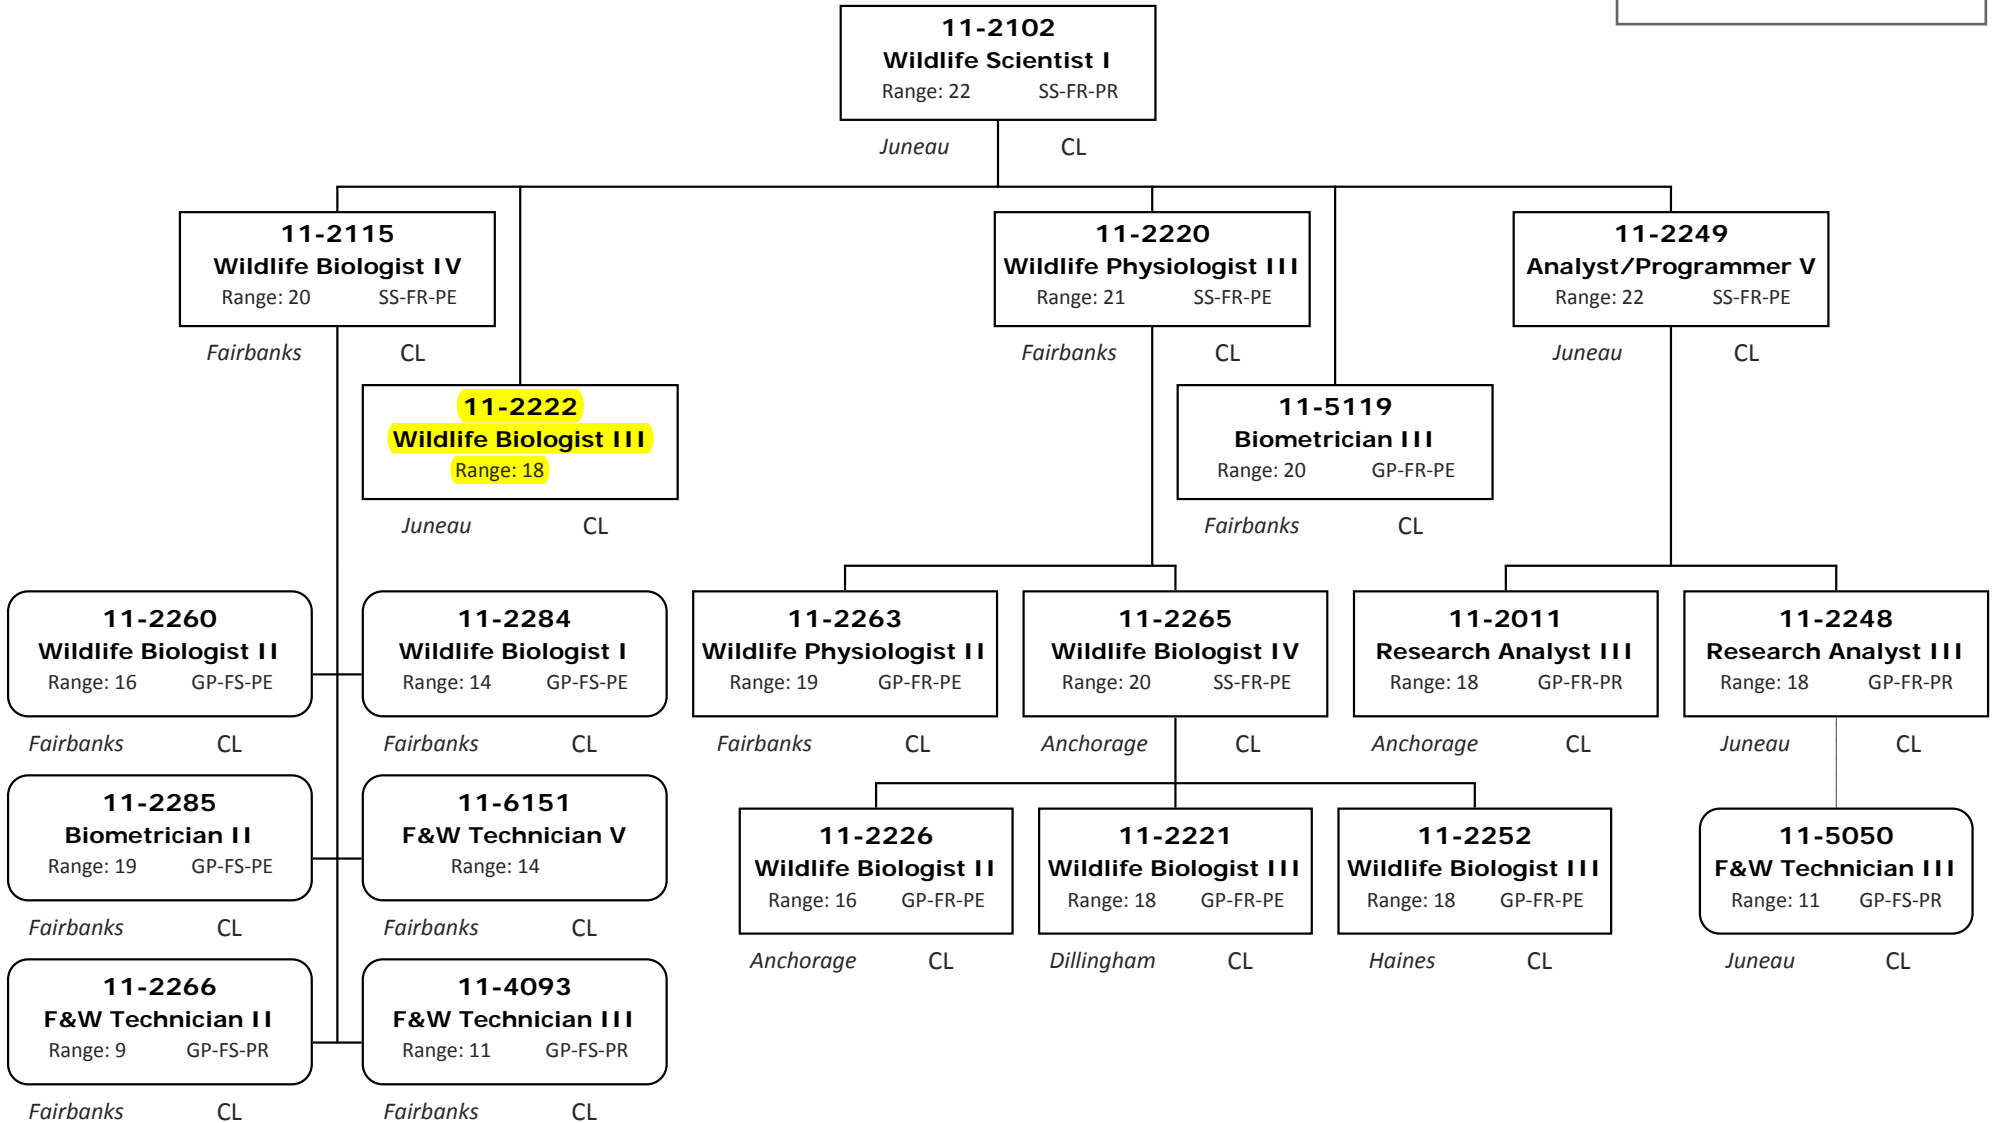 11-2102
Wildlife Scientist I
Range: 22 SS-FR-PR
Juneau CL
11-2115
Wildlife Biologist IV
Range: 20 SS-FR-PE
Fairbanks CL
11-2220
Wildlife Physiologist III
Range: 21 SS-FR-PE
Fairbanks CL
11-2249
Analyst/Programmer V
Range: 22 SS-FR-PE
Juneau CL
11-2222
Wildlife Biologist III
Range: 18
Juneau CL
11-5119
Biometrician III
Range: 20 GP-FR-PE
Fairbanks CL
11-2260
Wildlife Biologist II
Range: 16 GP-FS-PE
Fairbanks CL
11-2284
Wildlife Biologist I
Range: 14 GP-FS-PE
Fairbanks CL
11-2263
Wildlife Physiologist II
Range: 19 GP-FR-PE
Fairbanks CL
11-2265
Wildlife Biologist IV
Range: 20 SS-FR-PE
Anchorage CL
11-2011
Research Analyst III
Range: 18 GP-FR-PR
Anchorage CL
11-2248
Research Analyst III
Range: 18 GP-FR-PR
Juneau CL
11-2285
Biometrician II
Range: 19 GP-FS-PE
Fairbanks CL
11-6151
F&W Technician V
Range: 14
Fairbanks CL
11-2226
Wildlife Biologist II
Range: 16 GP-FR-PE
Anchorage CL
11-2221
Wildlife Biologist III
Range: 18 GP-FR-PE
Dillingham CL
11-2252
Wildlife Biologist III
Range: 18 GP-FR-PE
Haines CL
11-5050
F&W Technician III
Range: 11 GP-FS-PR
Juneau CL
11-2266
F&W Technician II
Range: 9 GP-FS-PR
Fairbanks CL
11-4093
F&W Technician III
Range: 11 GP-FS-PR
Fairbanks CL